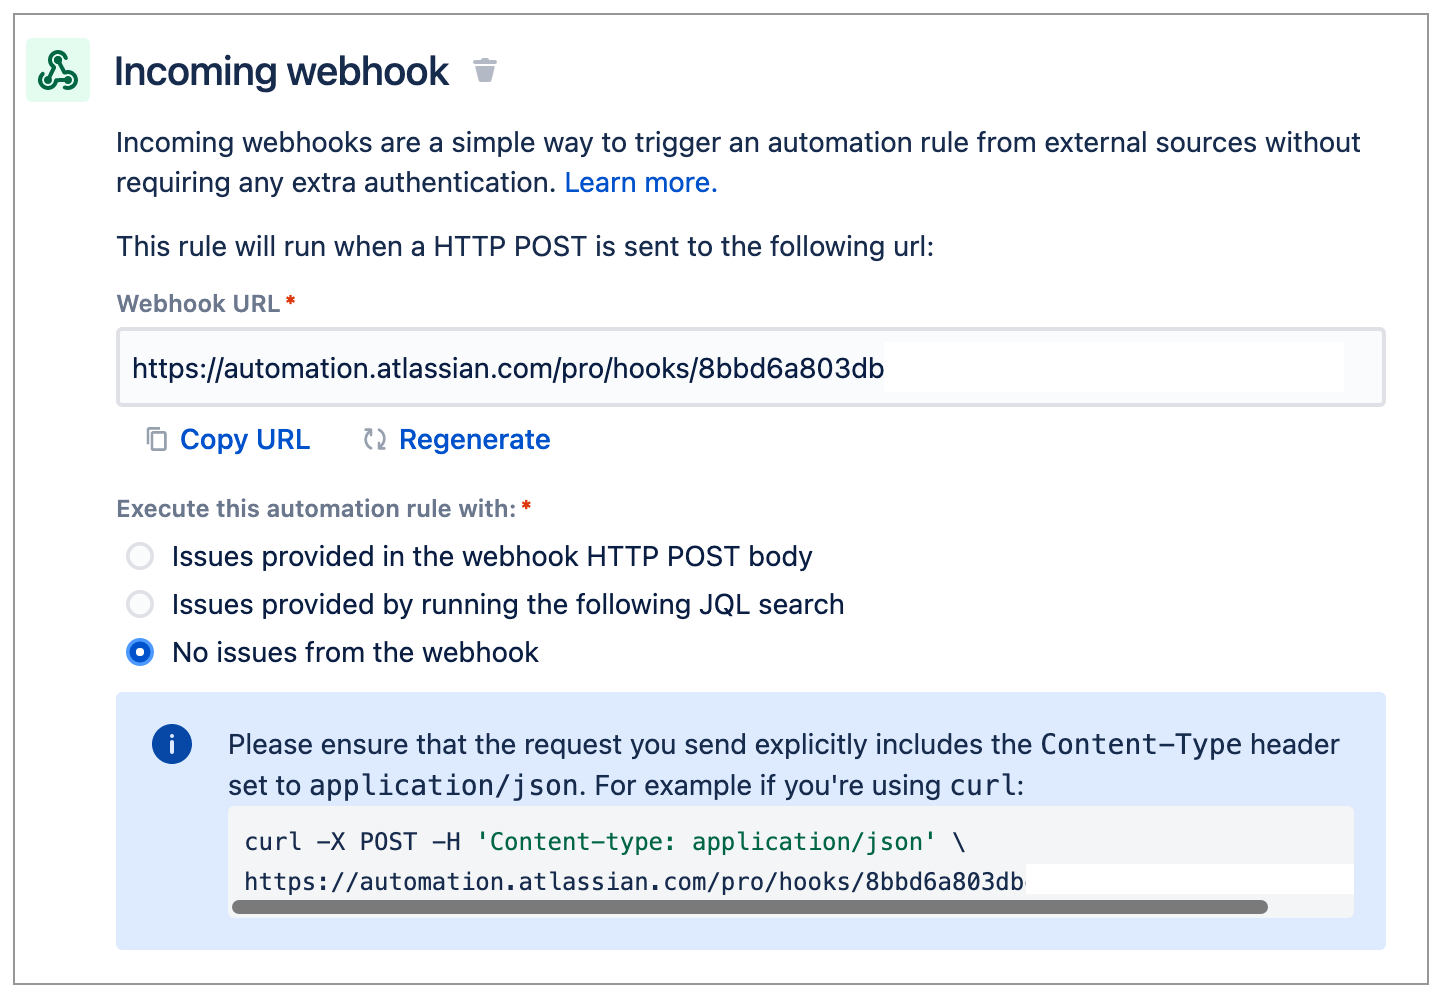 Incoming webhook
Incoming webhooks are a simple way to trigger an automation rule from external sources without
requiring any extra authentication. Learn more.
This rule will run when a HTTP POST is sent to the following url:
Webhook URL*
https://automation.atlassian.com/pro/hooks/8bbd6a803db
Copy URL Regenerate
Execute this automation rule with:*
Issues provided in the webhook HTTP POST body
Issues provided by running the following JQL search
No issues from the webhook
Please ensure that the request you send explicitly includes the Content-Type header
set to application/json. For example if you're using curl:
curl -X POST -H 'Content-type: application/json' \
https://automation.atlassian.com/pro/hooks/8bbd6a803db